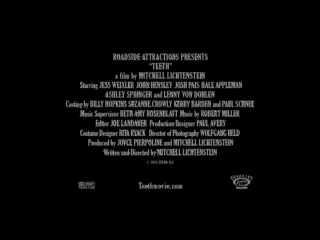 ROADSIDE ATTRACTIONS PRESENTS
"TEETH"
a film by MITCHELL LICHTENSTEIN
Starring JESS WEIXLER JOHN HENSLEY JOSH PAIS HALE APPLEMAN
ASHLEY SPRINGER and LENNY VON DOHLEN
Casting by BILLY HOPKINS SUZANNE CROWLY KERRY BARDEN and PAUL SCHNEE
Music Supervisor BETH AMY ROSENBLATT Music by ROBERT MILLER
Editor JOE LANDAUER Production Designer PAUL AVERY
Costume Designer RITA RYACK Director of Photography WOLFGANG HELD
Produced by JOYCE PIERPOLINE and MITCHELL LICHTENSTEIN
Written and Directed by MITCHELL LICHTENSTEIN
Teethmovie.com